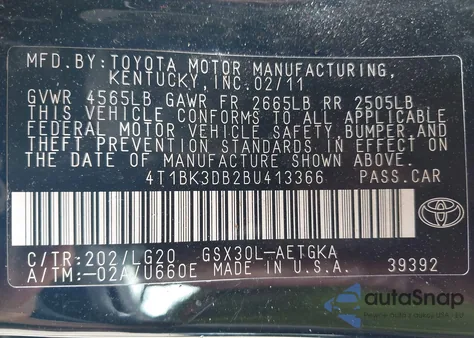 MFD.BY:TOYOTA MOTOR MANUFACTURING,
KENTUCKY, INC. 02/11
GVWR 4565LB GAWR FR 2665LB RR 2505LB
THIS VEHICLE CONFORMS TO ALL APPLICABLE
FEDERAL MOTOR VEHICLE SAFETY,BUMPER,AND
THEFT PREVENTION STANDARDS IN EFFECT ON THE
DATE OF MANUFACTURE SHOWN ABOVE.
4T1BK3DB2BU413366 PASS.CAR
TOYOTA
C/TR:202/LG20 GSX30L-AETGKA
A/TM:-02A/U660E MADE IN U.S.A. 39392
autoSnap